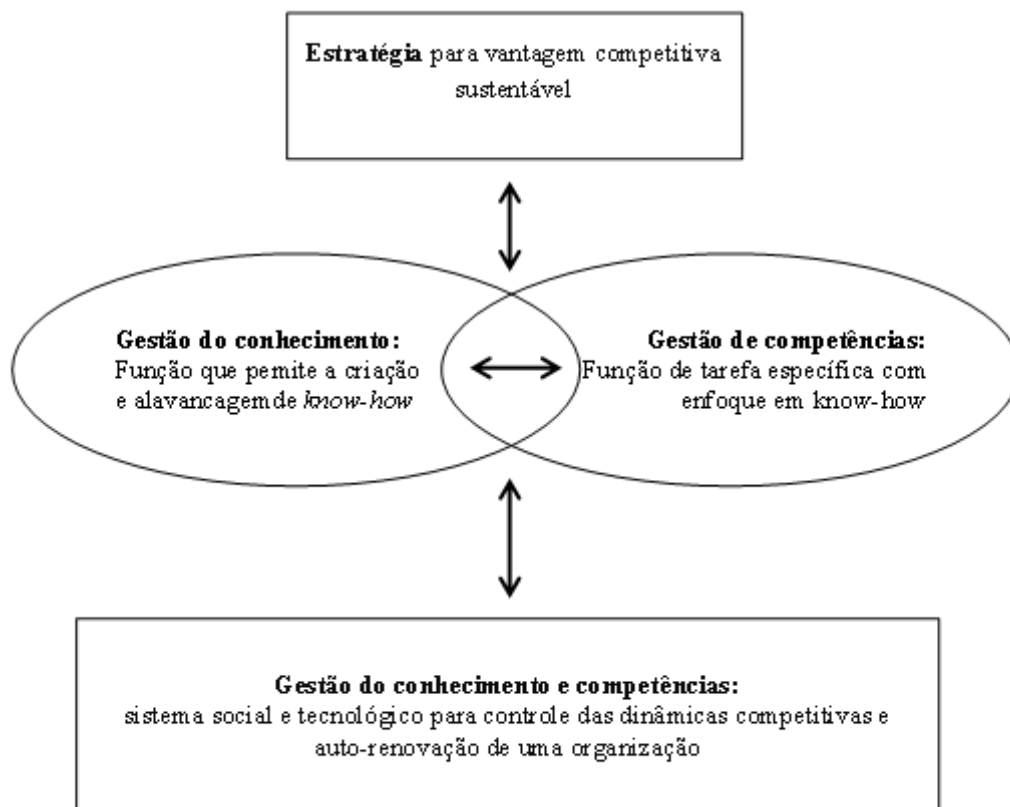 Estratégia para vantagem competitiva
sustentável
Gestão do conhecimento:
Função que pemite a criação
e alavancagem de know-how
Gestão de competências:
Função de tarefa específica com
enfoque em know-how
Gestão do conhecimento e competências:
sistema social e tecnológico para controle das dinâmicas competitivas e
auto-renovação de uma organização